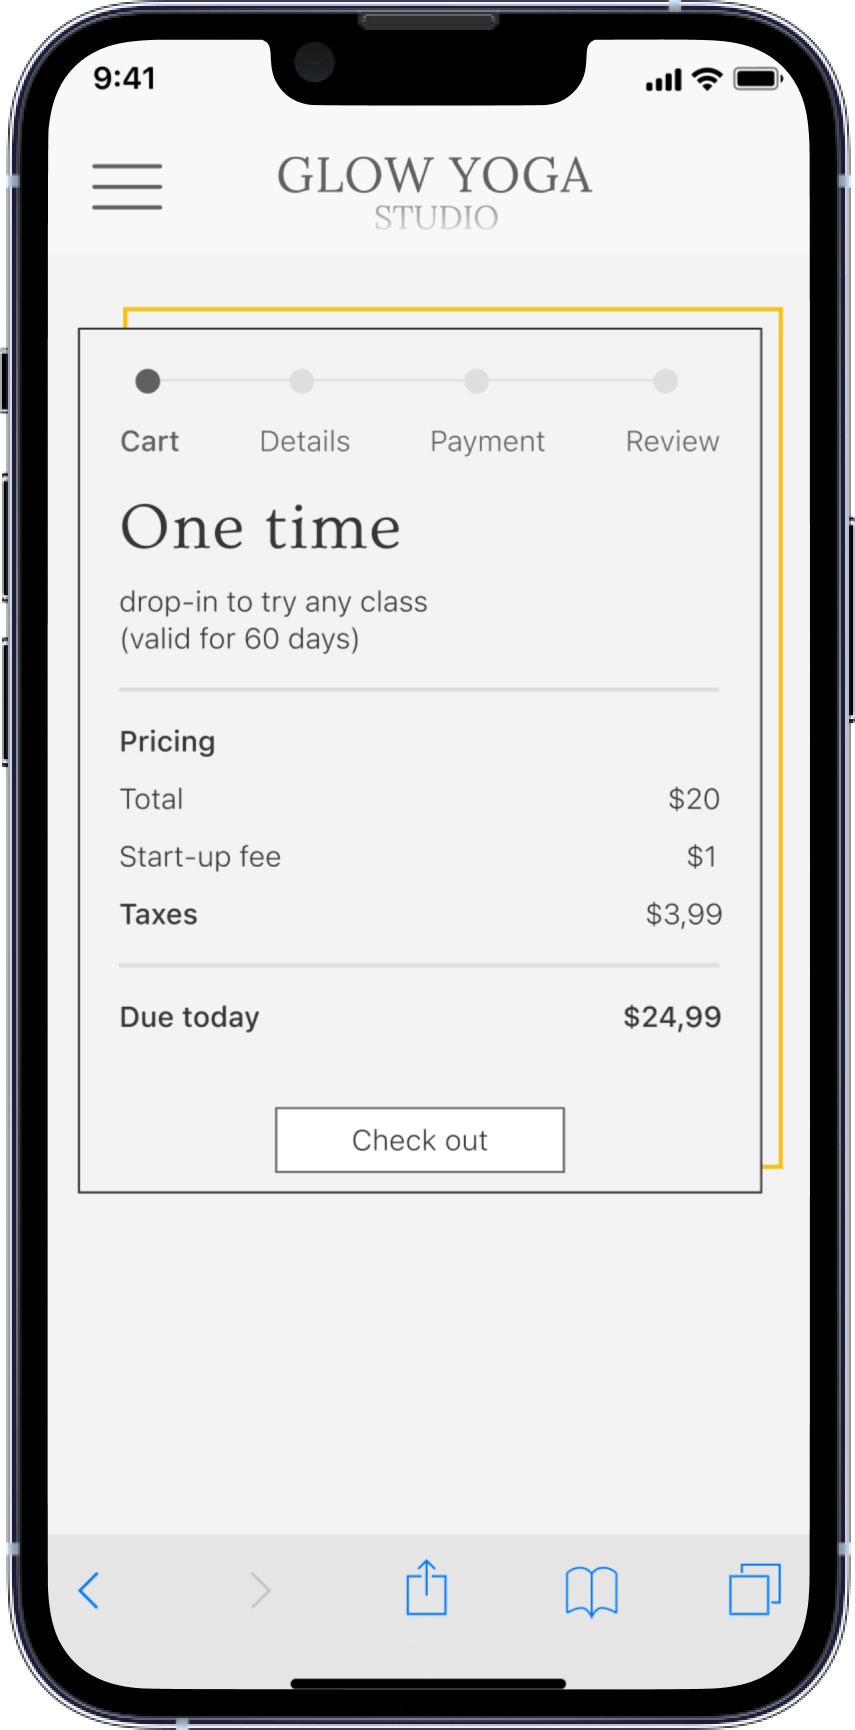 9:41
GLOW YOGA
STUDIO
Cart Details Payment Review
One time
drop-in to try any class
(valid for 60 days)
Pricing
Total $20
Start-up fee $1
Taxes $3,99
Due today $24,99
Check out